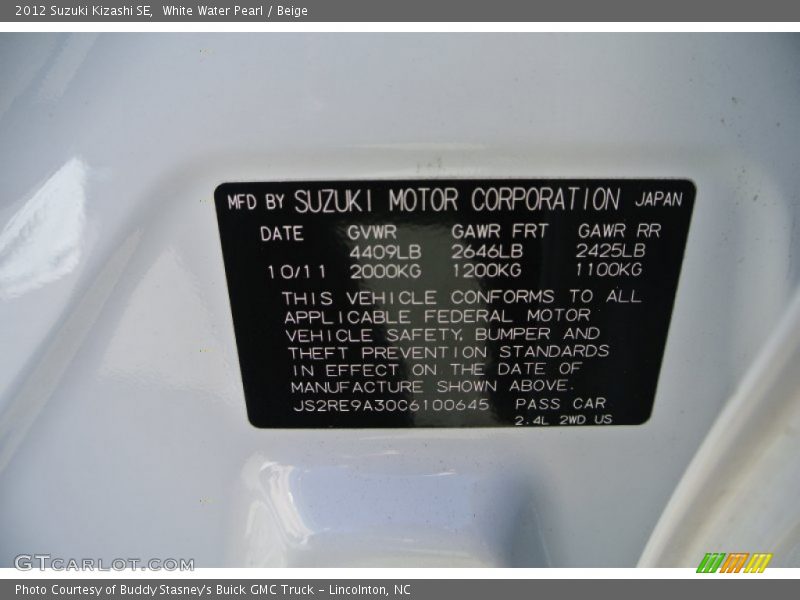 2012 Suzuki Kizashi SE,  White Water Pearl / Beige
MFD BY SUZUKI MOTOR CORPORATION JAPAN
DATE GVWR GAWR FRT GAWR RR
4409LB 2646LB 2425LB
10/11 2000KG 1200KG 1100KG
THIS VEHICLE CONFORMS TO ALL
APPLICABLE FEDERAL MOTOR
VEHICLE SAFETY, BUMPER AND
THEFT PREVENTION STANDARDS
IN EFFECT ON THE DATE OF
MANUFACTURE SHOWN ABOVE.
JS2RE9A30C6100645 PASS CAR
2.4L 2WD US
GTCARLOT.COM
Photo Courtesy of Buddy Stasney's Buick GMC Truck - Lincolnton, NC